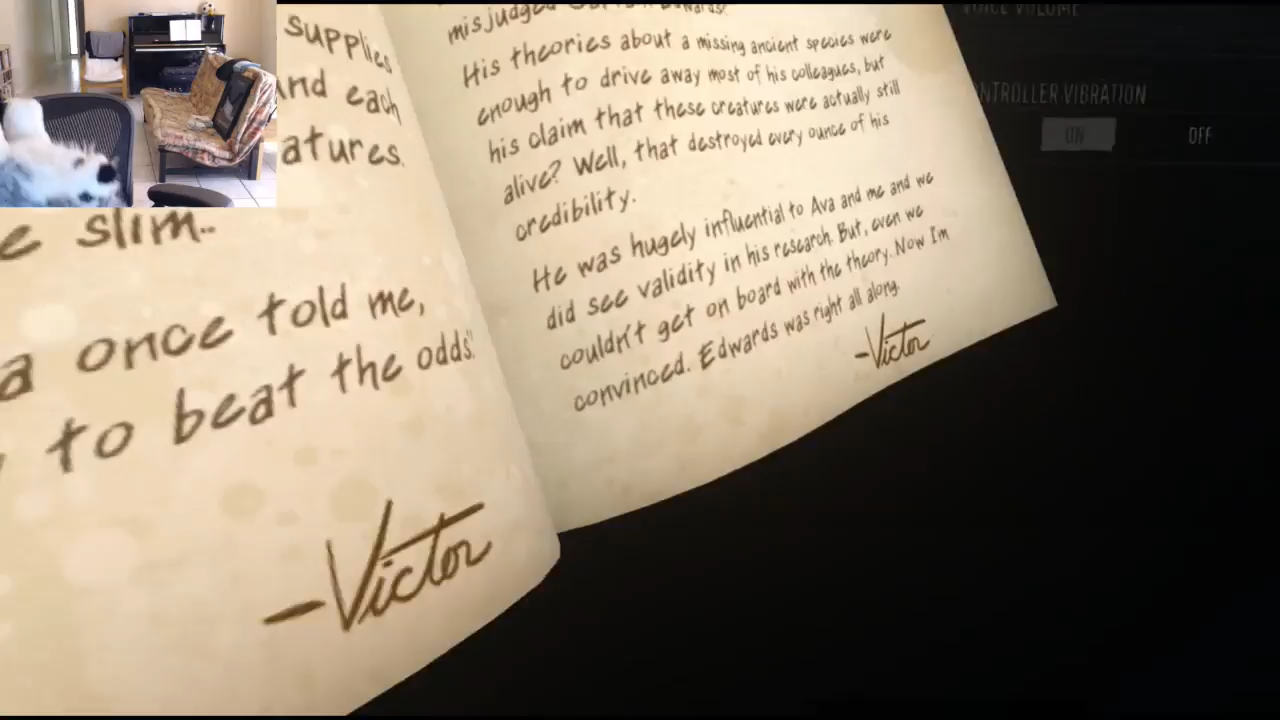 supplies
and each
atures.
e slim..
a once told me,
to beat the odds."
-Victor
misjudged
His theories about a missing ancient species were
enough to drive away most of his colleagues, but
his claim that these creatures were actually still
alive? Well, that destroyed every ounce of his
credibility.
He was hugely influential to Ava and me and we
did see validity in his research. But, even we
couldn't get on board with the theory. Now I'm
convinced. Edwards was right all along.
-Victor
VOICE VOLUME
NTROLLER VIBRATION
ON OFF